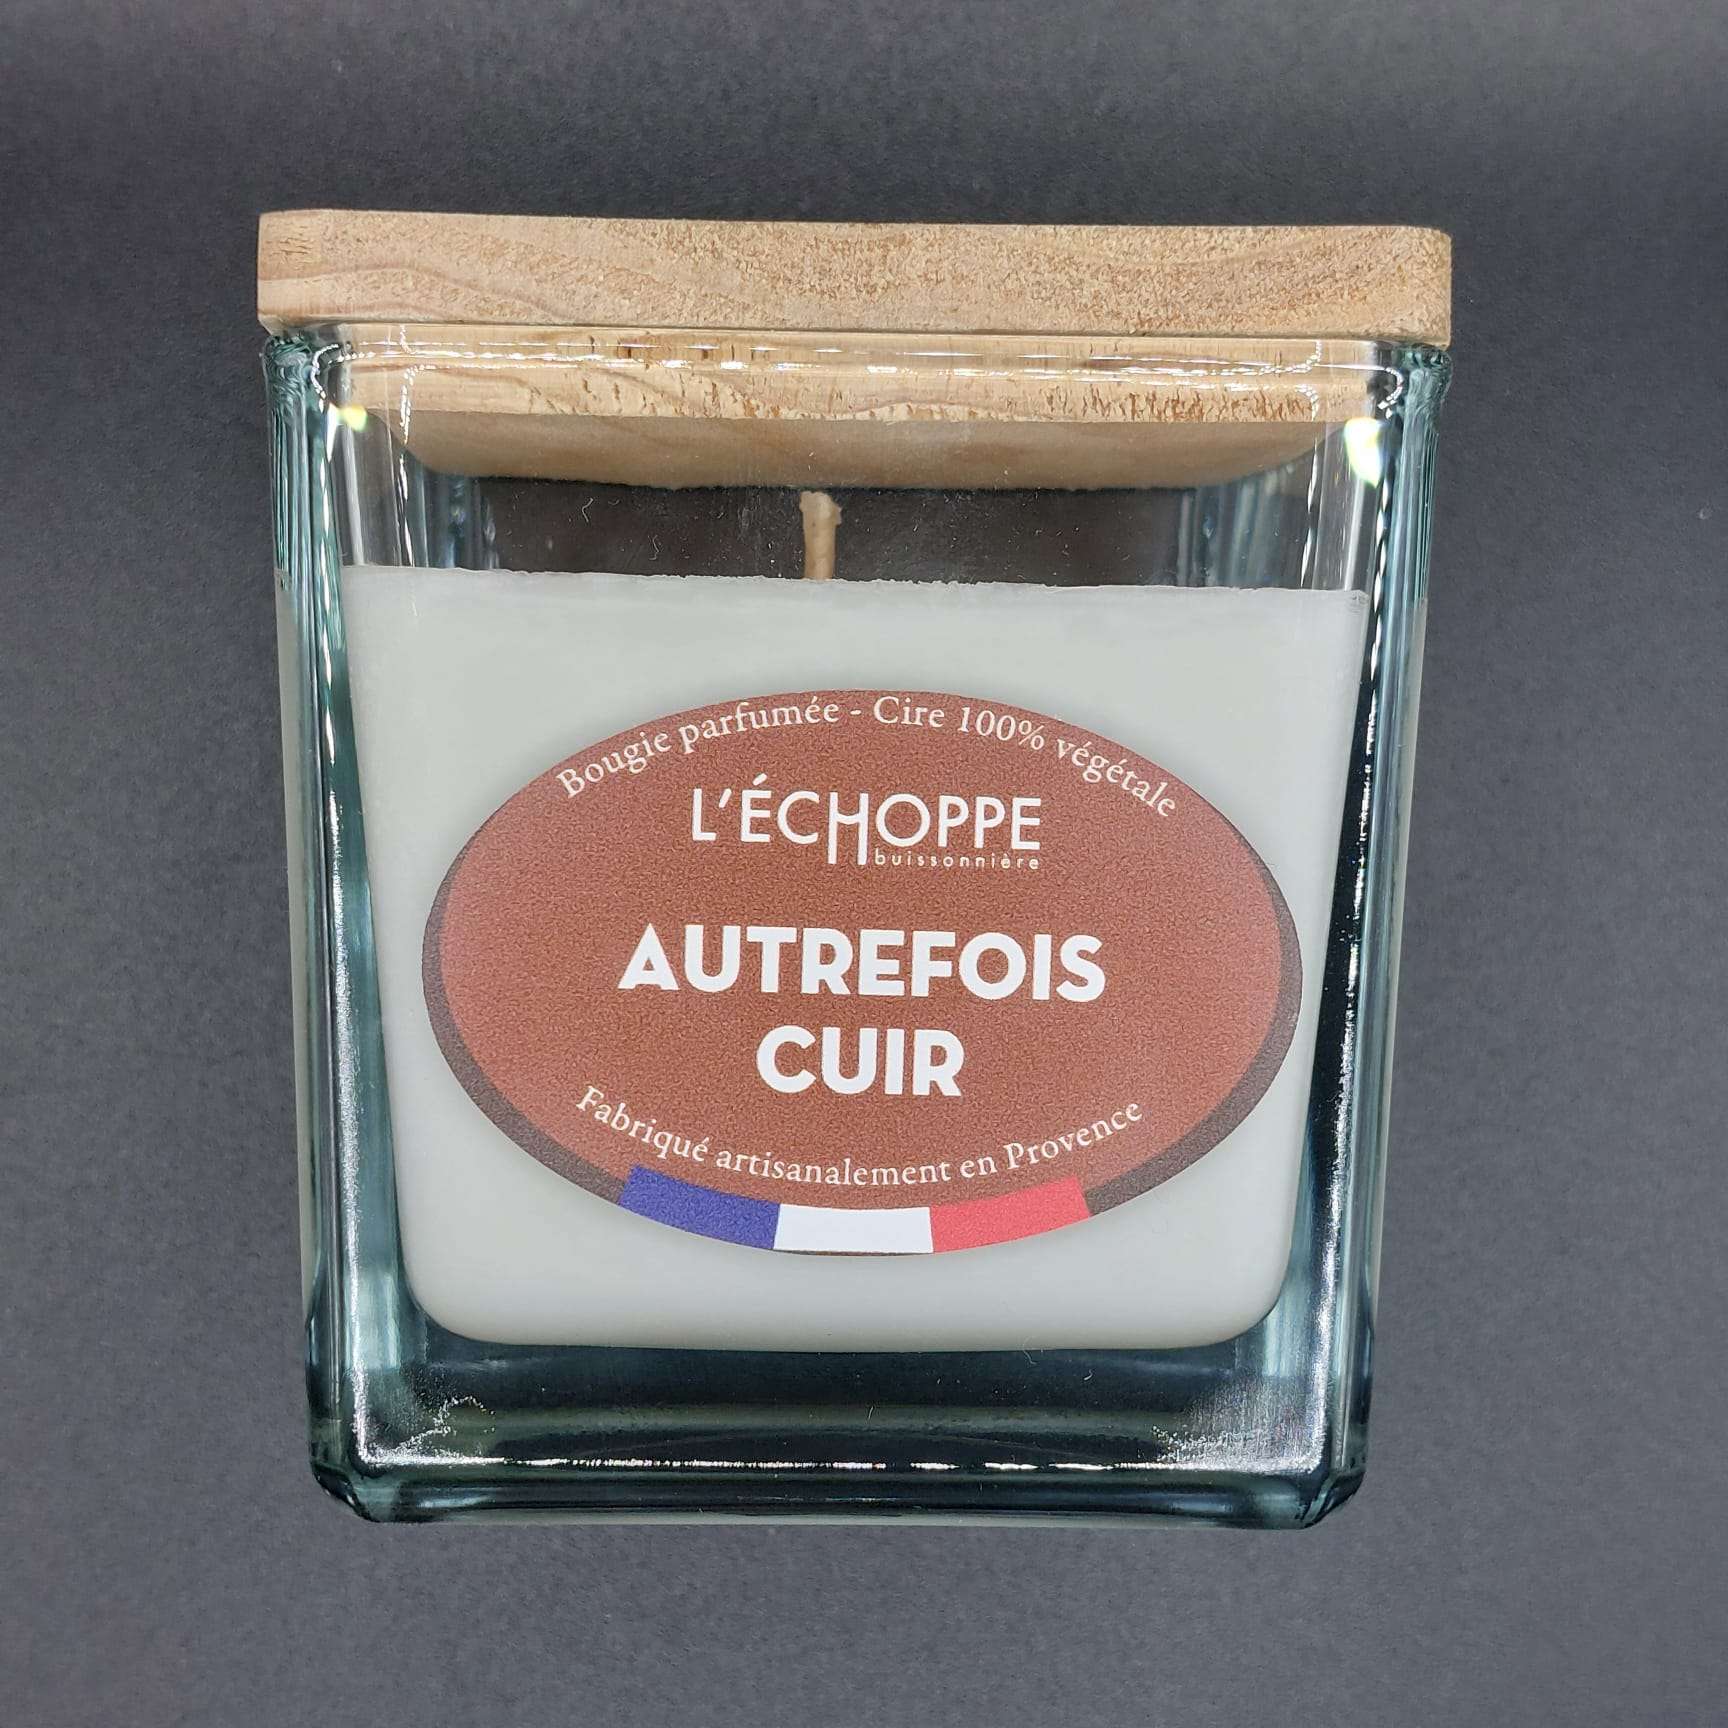 Bougie parfumée - Cire 100% végétale
L'ÉCHOPPE
buissonnière
AUTREFOIS
CUIR
Fabriqué artisanalement en Provence